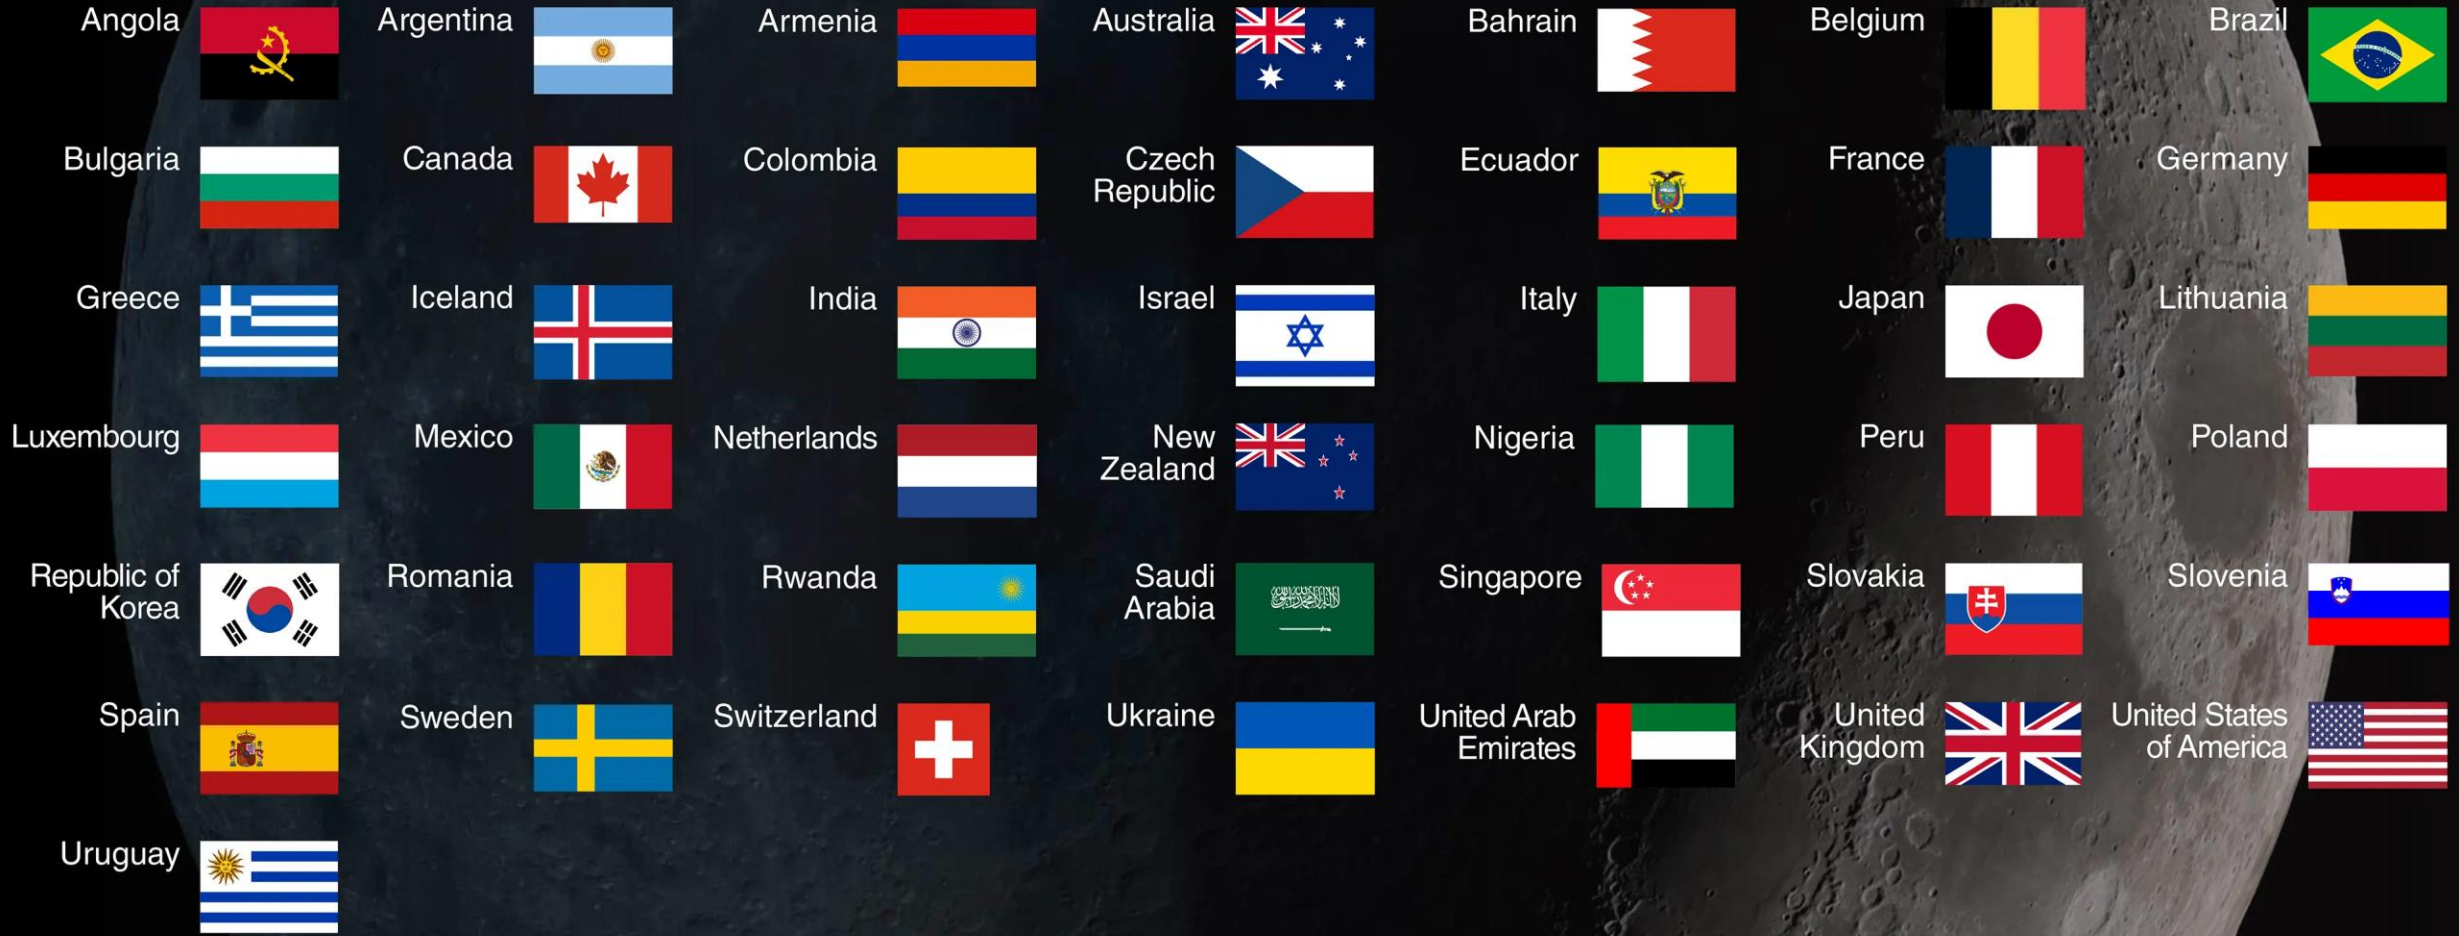 Angola
Argentina
Armenia
Australia
Bahrain
Belgium
Brazil
Bulgaria
Canada
Colombia
Czech
Republic
Ecuador
France
Germany
Greece
Iceland
India
Israel
Italy
Japan
Lithuania
Luxembourg
Mexico
Netherlands
New
Zealand
Nigeria
Peru
Poland
Republic of
Korea
Romania
Rwanda
Saudi
Arabia
Singapore
Slovakia
Slovenia
Spain
Sweden
Switzerland
Ukraine
United Arab
Emirates
United
Kingdom
United States
of America
Uruguay